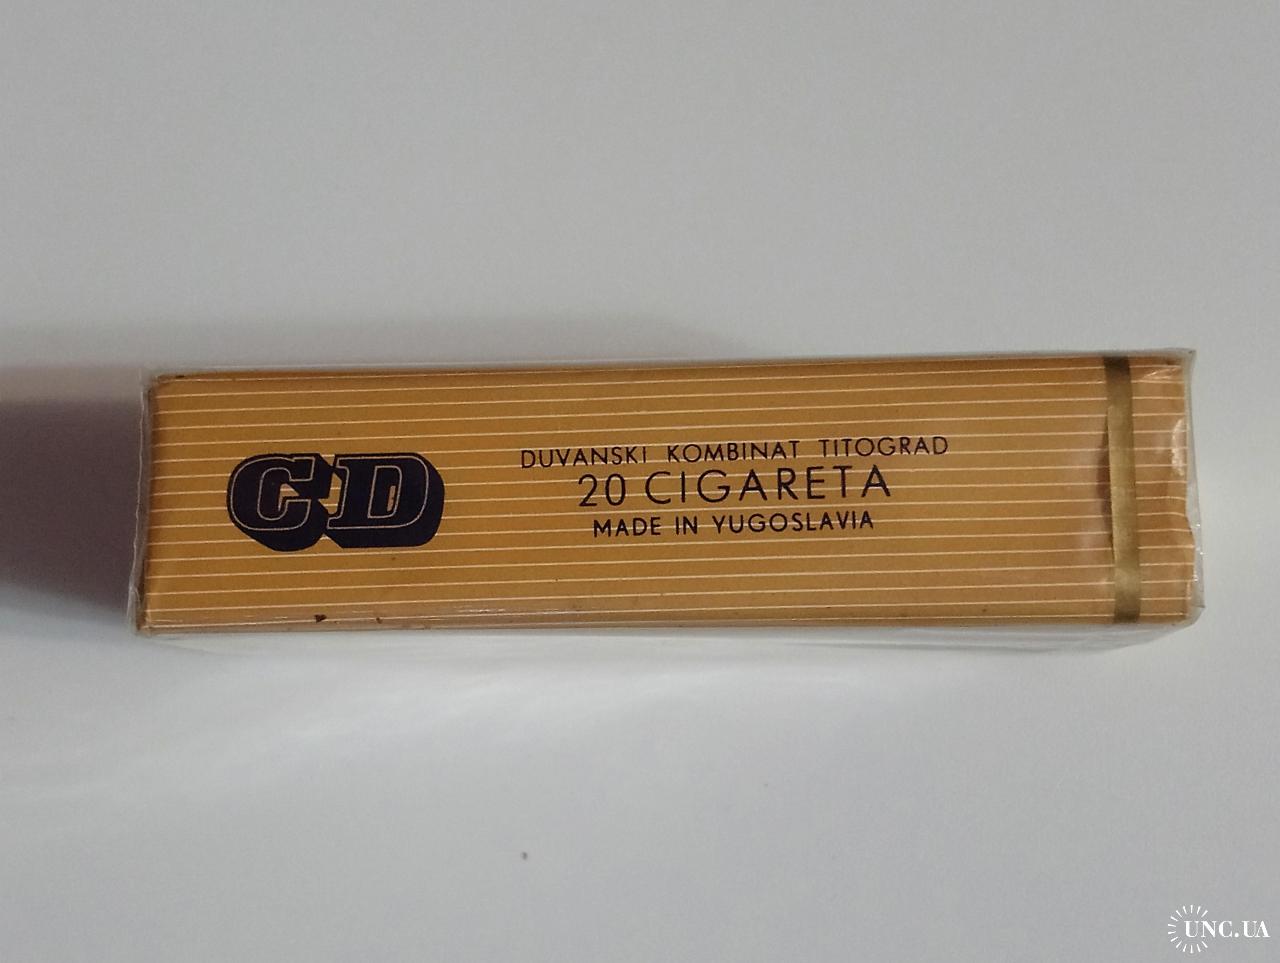 CD
DUVANSKI KOMBINAT TITOGRAD
20 CIGARETA
MADE IN YUGOSLAVIA
UNC.UA